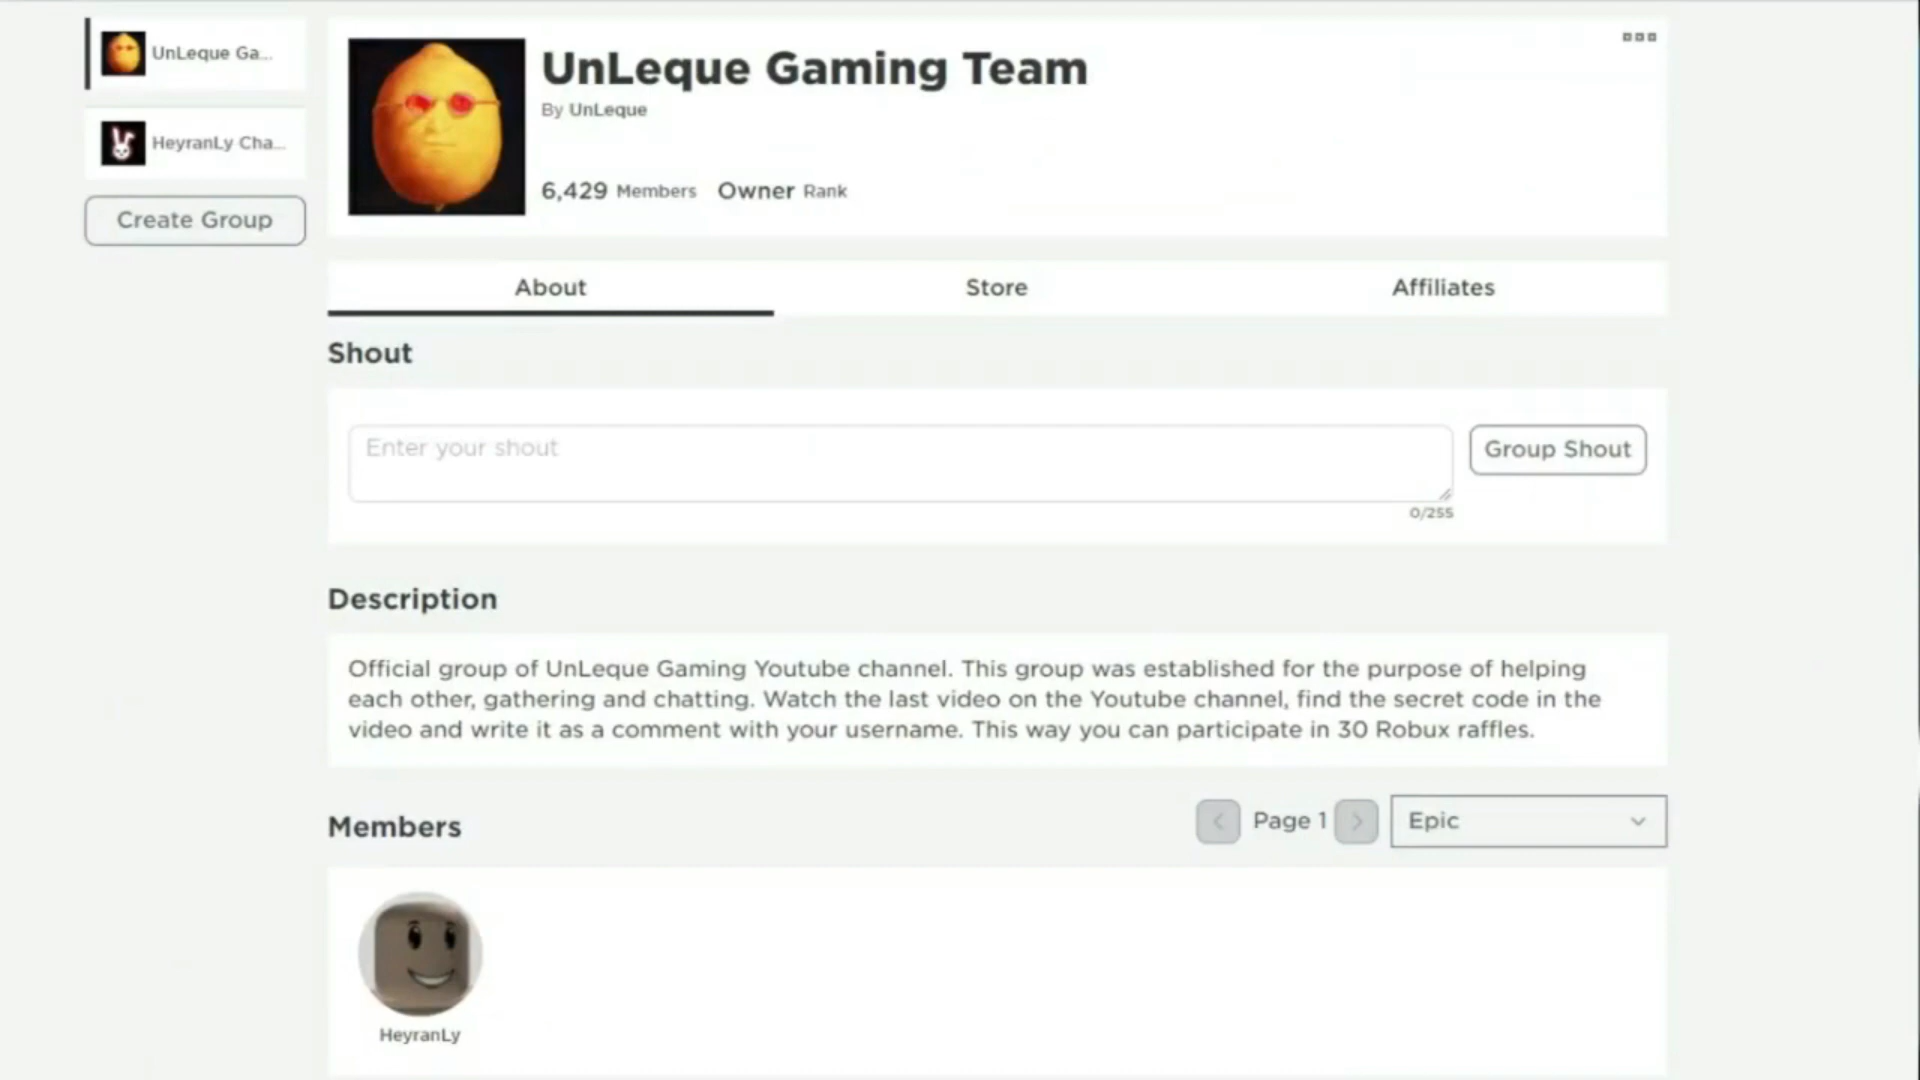 UnLeque Ga...
HeyranLy Cha...
Create Group
UnLeque Gaming Team
By UnLeque
6,429 Members Owner Rank
About Store Affiliates
Shout
Enter your shout
Group Shout
0/255
Description
Official group of UnLeque Gaming Youtube channel. This group was established for the purpose of helping
each other, gathering and chatting. Watch the last video on the Youtube channel, find the secret code in the
video and write it as a comment with your username. This way you can participate in 30 Robux raffles.
Members
Page 1
Epic
HeyranLy